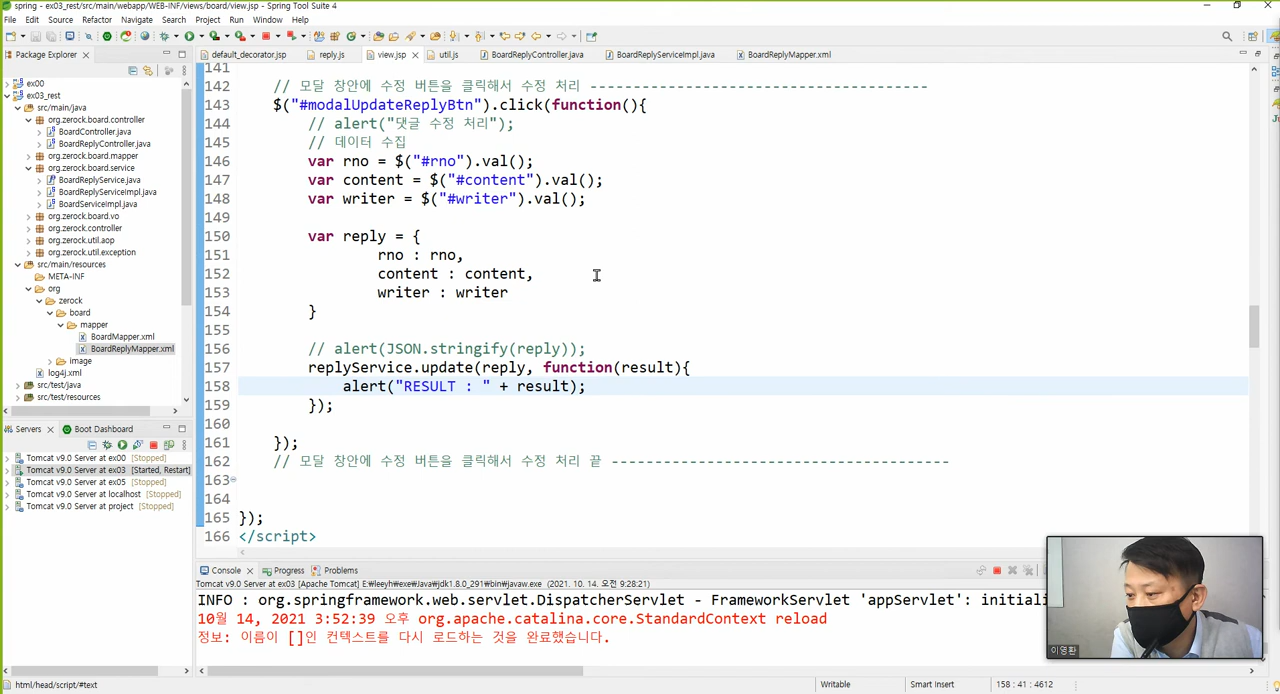 spring - ex03_rest/src/main/webapp/WEB-INF/views/board/view.jsp - Spring Tool Suite 4
File Edit Source Refactor Navigate Search Project Run Window Help
Package Explorer
ex00
ex03_rest
src/main/java
org.zerock.board.controller
BoardController.java
BoardReplyController.java
org.zerock.board.mapper
org.zerock.board.service
BoardReplyService.java
BoardReplyServiceImpl.java
BoardServiceImpl.java
org.zerock.board.vo
org.zerock.controller
org.zerock.util.aop
org.zerock.util.exception
src/main/resources
META-INF
org
zerock
board
mapper
BoardMapper.xml
BoardReplyMapper.xml
image
log4j.xml
src/test/java
src/test/resources
Servers Boot Dashboard
Tomcat v9.0 Server at ex00 [Stopped]
Tomcat v9.0 Server at ex03 [Started, Restart]
Tomcat v9.0 Server at ex05 [Stopped]
Tomcat v9.0 Server at localhost [Stopped]
Tomcat v9.0 Server at project [Stopped]
default_decorator.jsp reply.js view.jsp util.js BoardReplyController.java BoardReplyServiceImpl.java BoardReplyMapper.xml
141
142 // 모달 창안에 수정 버튼을 클릭해서 수정 처리 ---------------------------------------
143 $("#modalUpdateReplyBtn").click(function(){
144 // alert("댓글 수정 처리");
145 // 데이터 수집
146 var rno = $("#rno").val();
147 var content = $("#content").val();
148 var writer = $("#writer").val();
149
150 var reply = {
151 rno : rno,
152 content : content,
153 writer : writer
154 }
155
156 // alert(JSON.stringify(reply));
157 replyService.update(reply, function(result){
158 alert("RESULT : " + result);
159 });
160
161 });
162 // 모달 창안에 수정 버튼을 클릭해서 수정 처리 끝 ---------------------------------------
163
164
165 });
166 </script>
Console Progress Problems
Tomcat v9.0 Server at ex03 [Apache Tomcat] E:\leeyh\exe\Java\jdk1.8.0_291\bin\javaw.exe (2021. 10. 14. 오전 9:28:21)
INFO : org.springframework.web.servlet.DispatcherServlet - FrameworkServlet 'appServlet': initiali
10월 14, 2021 3:52:39 오후 org.apache.catalina.core.StandardContext reload
정보: 이름이 []인 컨텍스트를 다시 로드하는 것을 완료했습니다.
이영환
html/head/script/#text Writable Smart Insert 158 : 41 : 4612